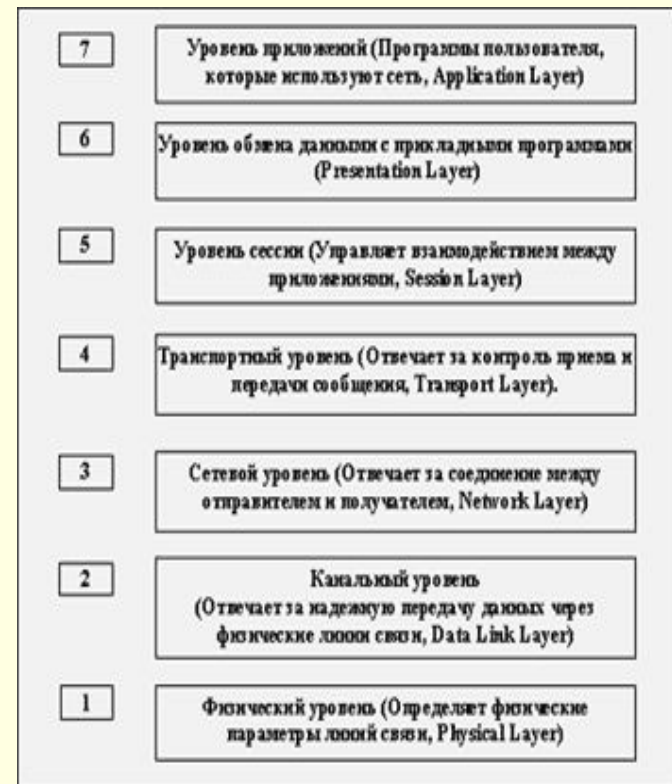 7
Уровень приложений (Программы пользователя,
которые используют сеть, Application Layer)
6
Уровень обмена данными с прикладными программами
(Presentation Layer)
5
Уровень сессии (Управляет взаимодействием между
приложениями, Session Layer)
4
Транспортный уровень (Отвечает за контроль приема и
передачи сообщения, Transport Layer).
3
Сетевой уровень (Отвечает за соединение между
отправителем и получателем, Network Layer)
2
Канальный уровень
(Отвечает за надежную передачу данных через
физические линии связи, Data Link Layer)
1
Физический уровень (Определяет физические
параметры линий связи, Physical Layer)